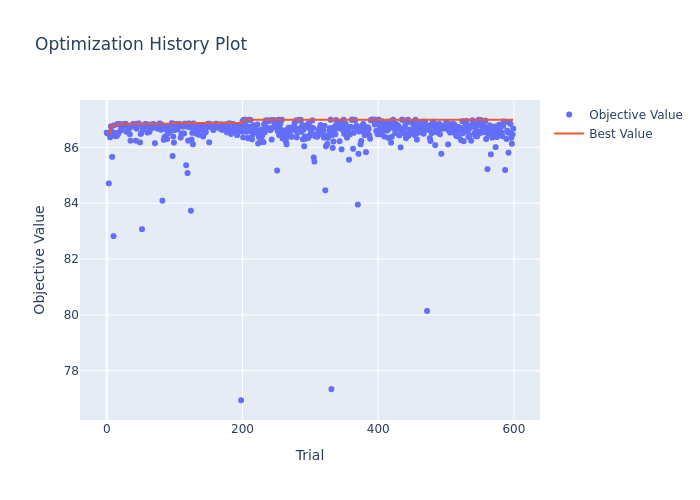 Optimization History Plot
Objective Value
Best Value
86
84
82
80
78
Objective Value
0
200
400
600
Trial